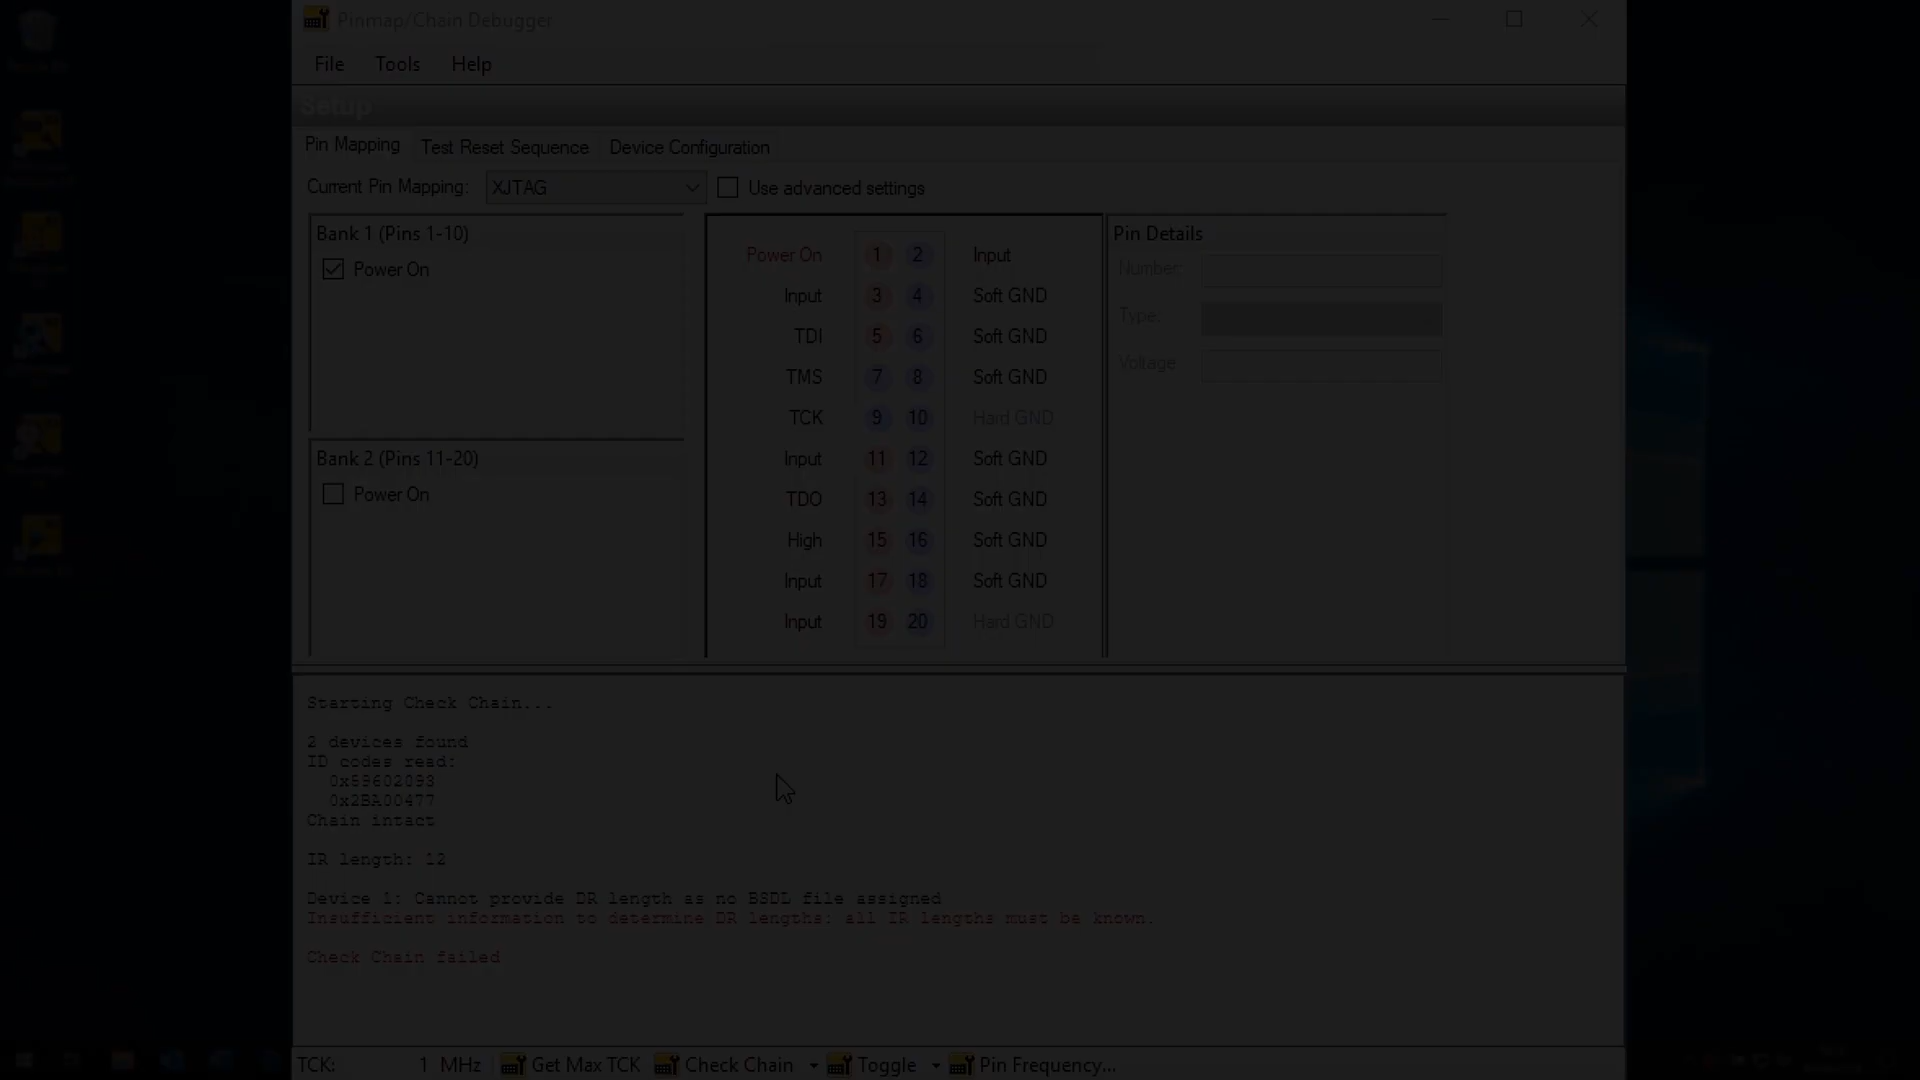 Pinmap/Chain Debugger
File Tools Help
Setup
Pin Mapping Test Reset Sequence Device Configuration
Current Pin Mapping: XJTAG Use advanced settings
Bank 1 (Pins 1-10)
Power On
Bank 2 (Pins 11-20)
Power On
Power On 1 2 Input
Input 3 4 Soft GND
TDI 5 6 Soft GND
TMS 7 8 Soft GND
TCK 9 10 Hard GND
Input 11 12 Soft GND
TDO 13 14 Soft GND
High 15 16 Soft GND
Input 17 18 Soft GND
Input 19 20 Hard GND
Pin Details
Number:
Type:
Voltage:
Starting Check Chain...
2 devices found
ID codes read:
0x59602093
0x2BA00477
Chain intact
IR length: 12
Device 1: Cannot provide DR length as no BSDL file assigned
Insufficient information to determine DR lengths: all IR lengths must be known.
Check Chain failed
TCK: 1 MHz Get Max TCK Check Chain Toggle Pin Frequency...